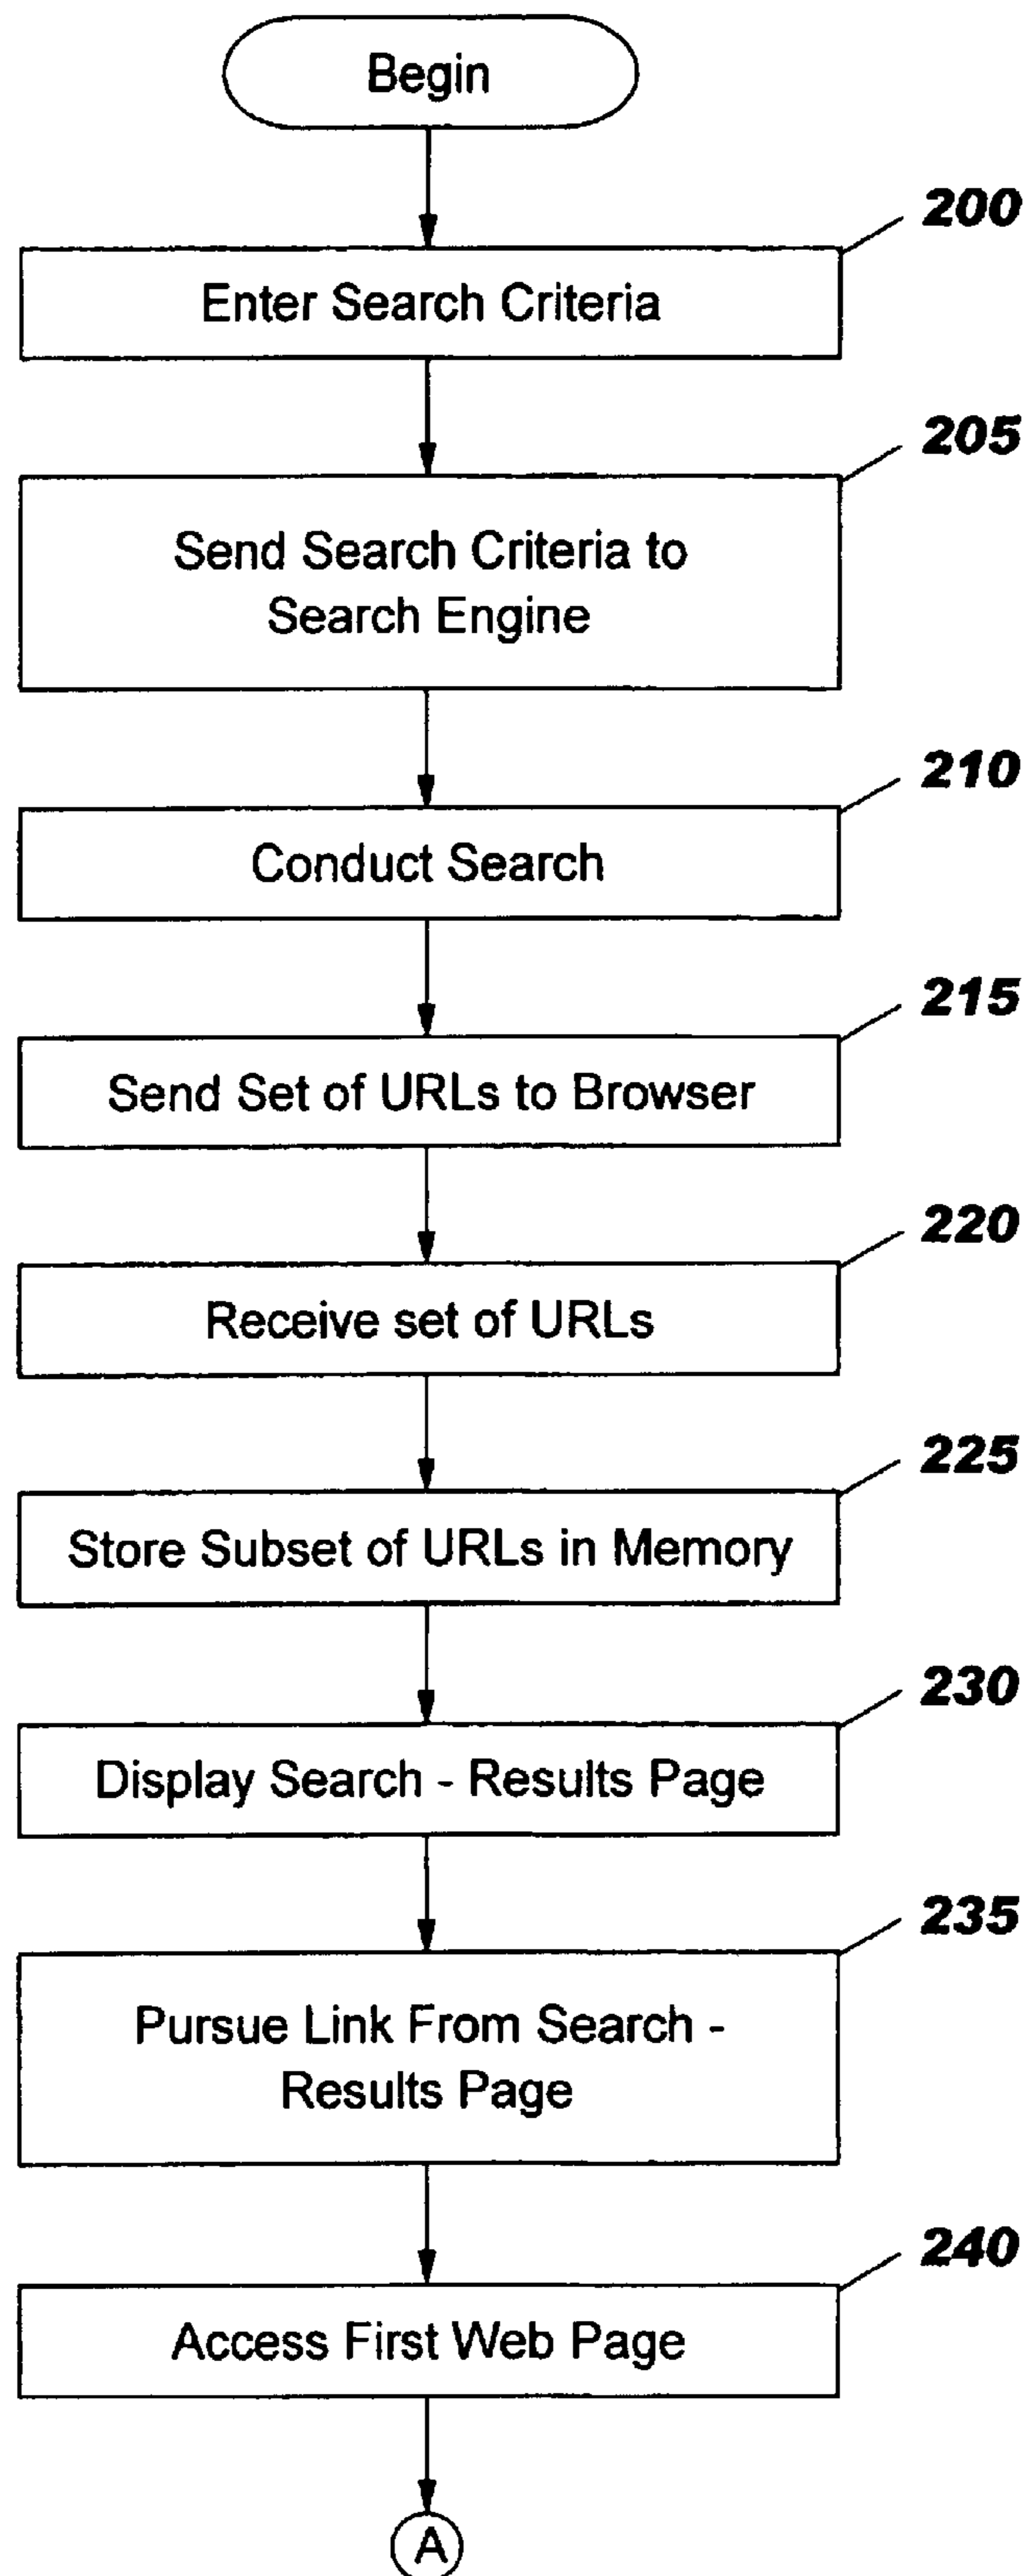 Begin
200
Enter Search Criteria
205
Send Search Criteria to
Search Engine
210
Conduct Search
215
Send Set of URLs to Browser
220
Receive set of URLs
225
Store Subset of URLs in Memory
230
Display Search - Results Page
235
Pursue Link From Search -
Results Page
240
Access First Web Page
A